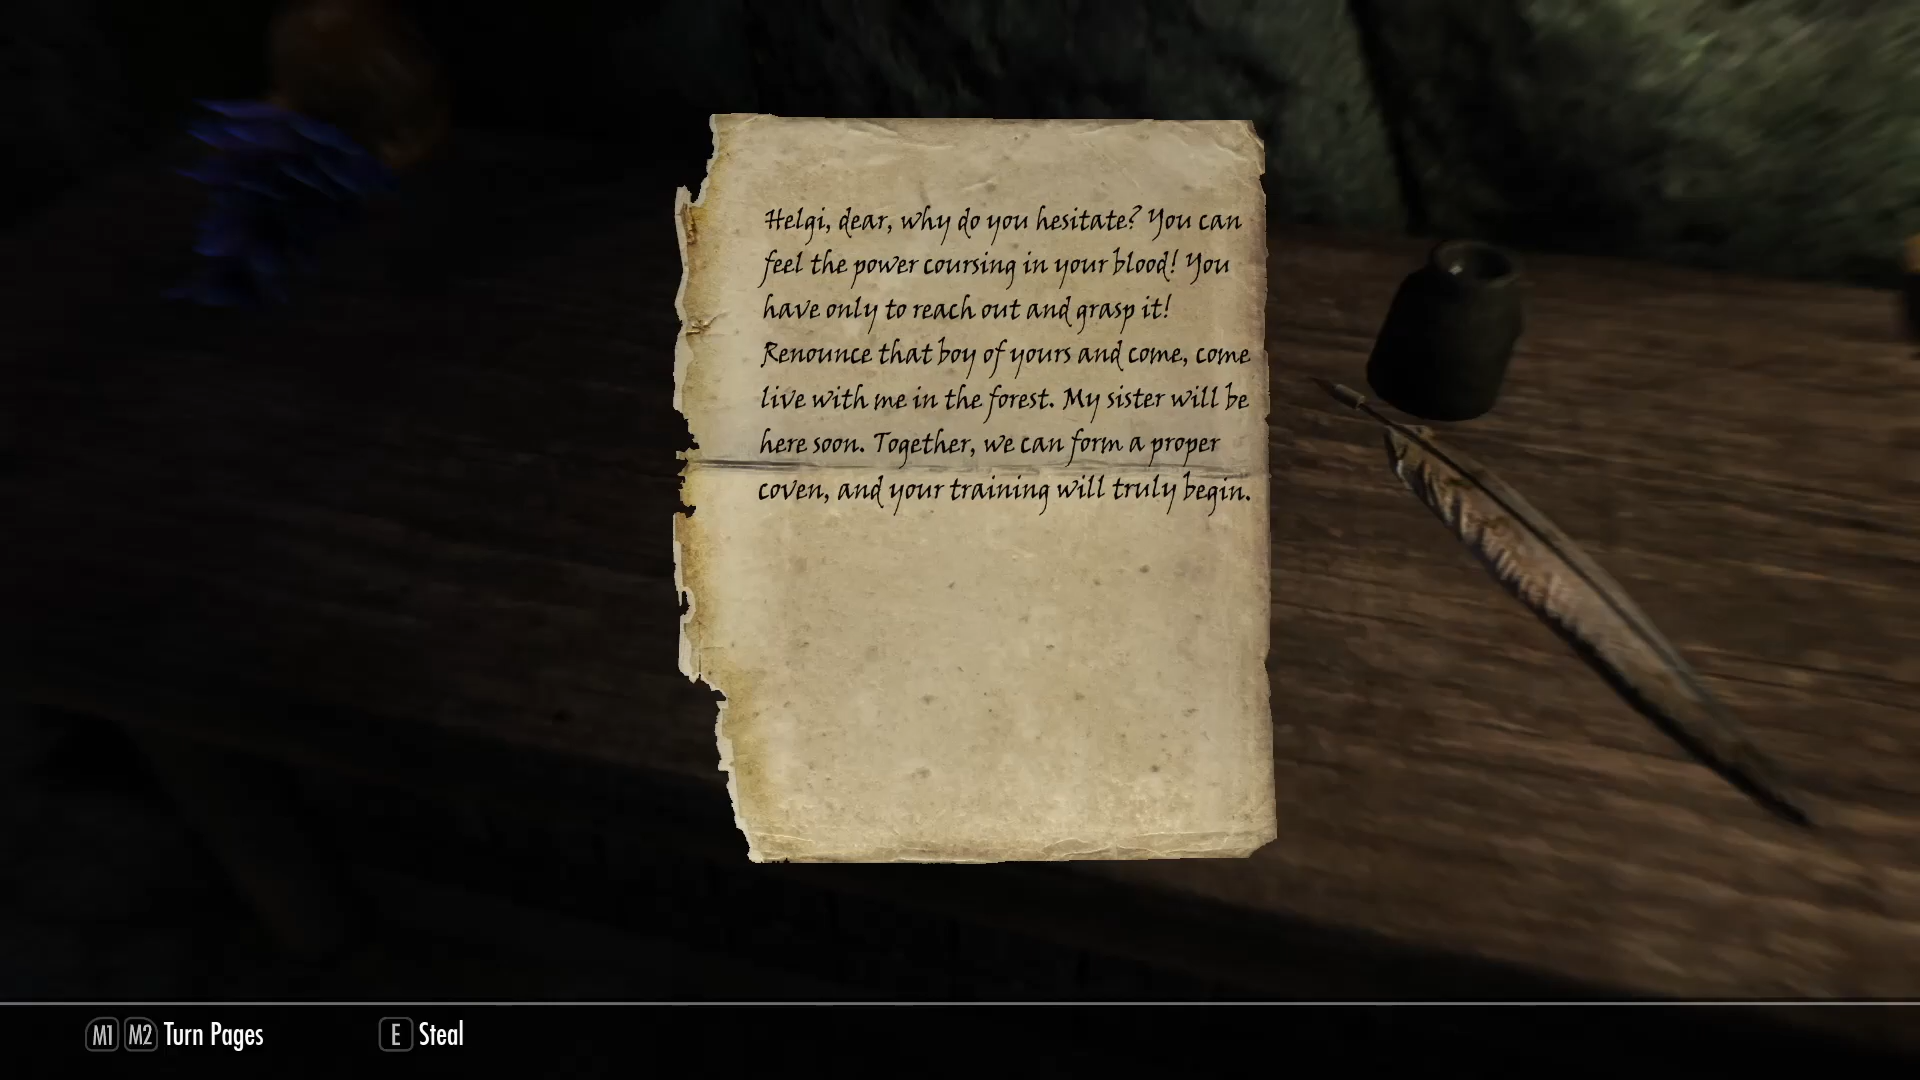 Helgi, dear, why do you hesitate? You can
feel the power coursing in your blood! You
have only to reach out and grasp it!
Renounce that boy of yours and come, come
live with me in the forest. My sister will be
here soon. Together, we can form a proper
coven, and your training will truly begin.
M1 M2 Turn Pages E Steal